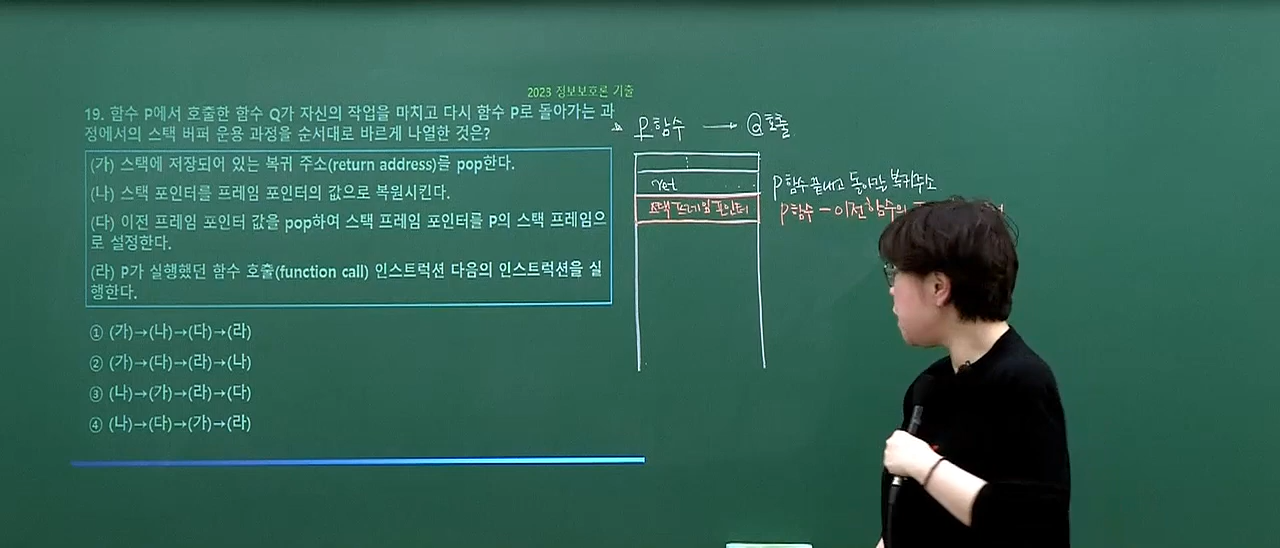 2023 정보보호론 기출
19. 함수 P에서 호출한 함수 Q가 자신의 작업을 마치고 다시 함수 P로 돌아가는 과
정에서의 스택 버퍼 운용 과정을 순서대로 바르게 나열한 것은?
(가) 스택에 저장되어 있는 복귀 주소(return address)를 pop한다.
(나) 스택 포인터를 프레임 포인터의 값으로 복원시킨다.
(다) 이전 프레임 포인터 값을 pop하여 스택 프레임 포인터를 P의 스택 프레임으
로 설정한다.
(라) P가 실행했던 함수 호출(function call) 인스트럭션 다음의 인스트럭션을 실
행한다.
① (가)→(나)→(다)→(라)
② (가)→(다)→(라)→(나)
③ (나)→(가)→(라)→(다)
④ (나)→(다)→(가)→(라)
P함수 → Q호출
ret
P함수 끝내고 돌아갈 복귀주소
스택 프레임 포인터
P함수 - 이전함수의